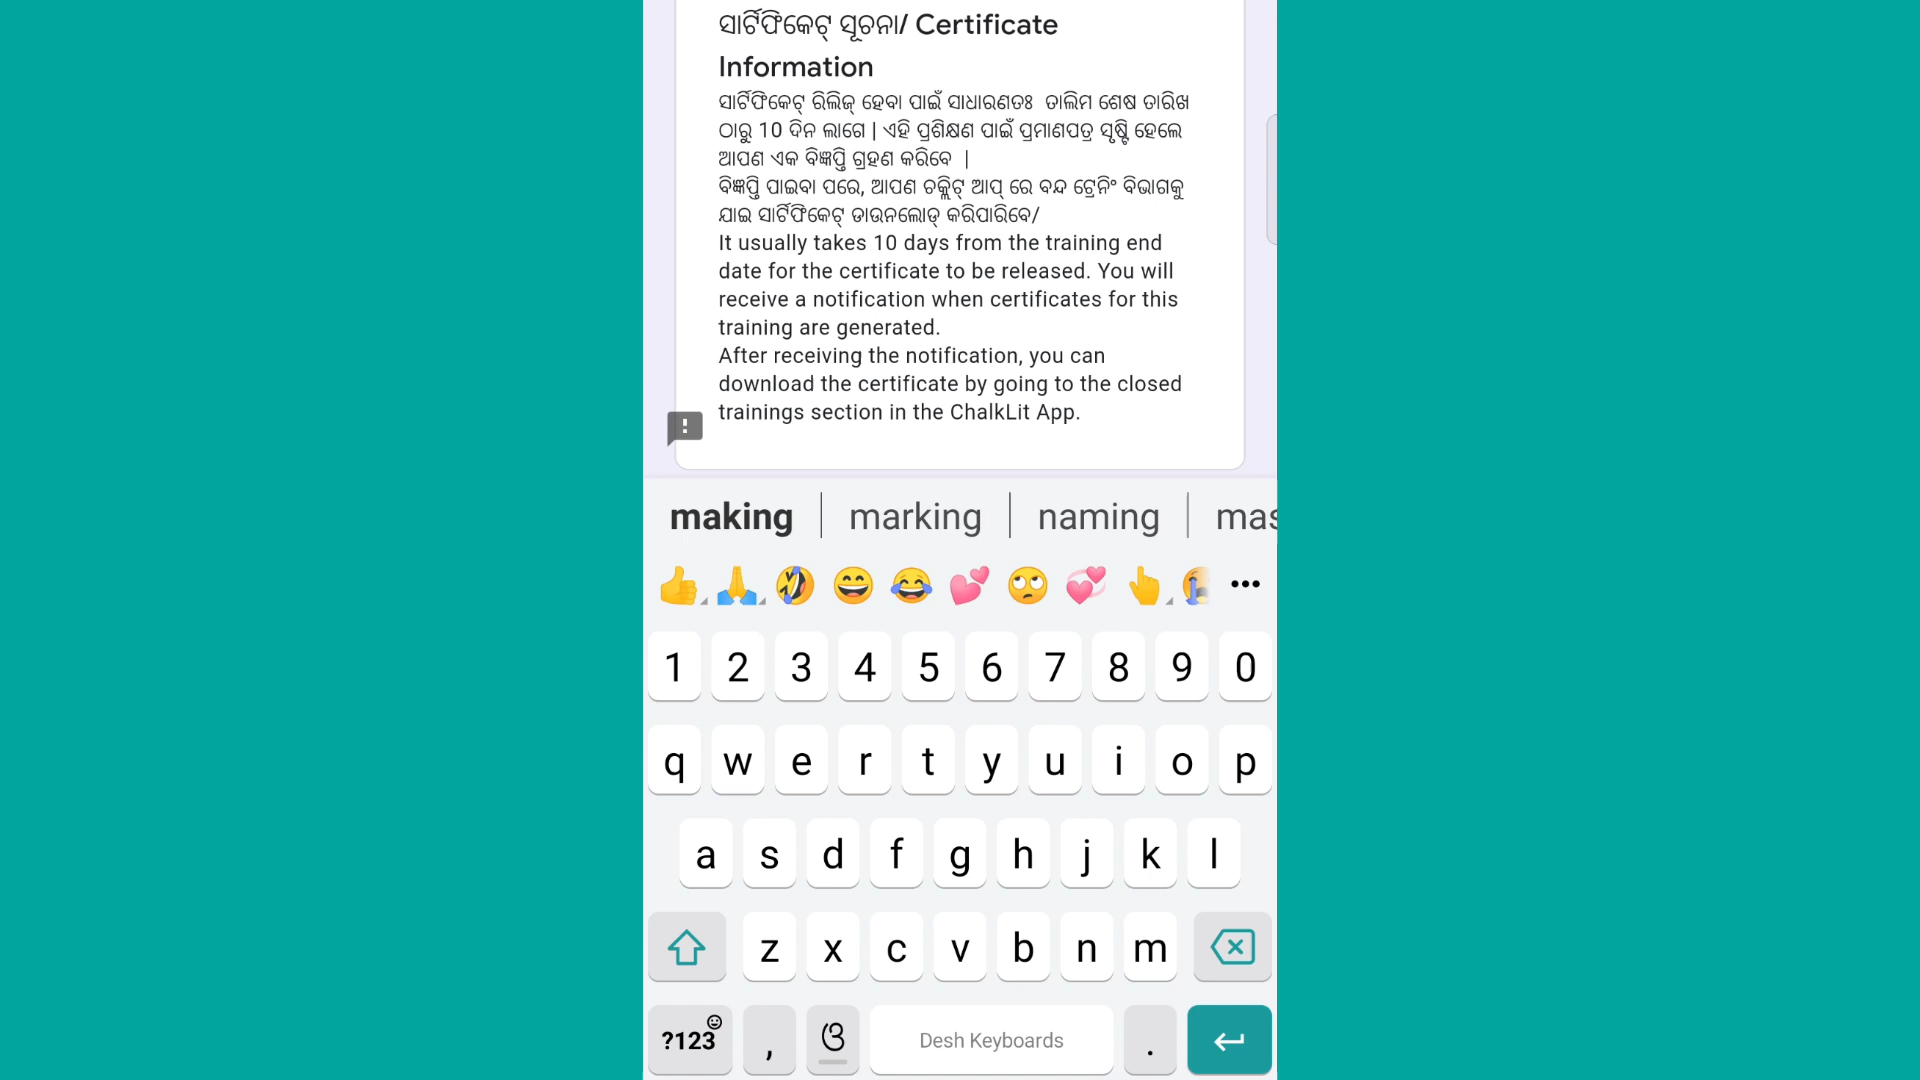 ସାର୍ଟିଫିକେଟ୍ ସୂଚନା/ Certificate
Information
ସାର୍ଟିଫିକେଟ୍ ରିଲିଜ୍ ହେବା ପାଇଁ ସାଧାରଣତଃ ତାଲିମ ଶେଷ ତାରିଖ
ଠାରୁ 10 ଦିନ ଲାଗେ | ଏହି ପ୍ରଶିକ୍ଷଣ ପାଇଁ ପ୍ରମାଣପତ୍ର ସୃଷ୍ଟି ହେଲେ
ଆପଣ ଏକ ବିଜ୍ଞପ୍ତି ଗ୍ରହଣ କରିବେ |
ବିଜ୍ଞପ୍ତି ପାଇବା ପରେ, ଆପଣ ଚକ୍ଲିଟ୍ ଆପ୍ ରେ ବନ୍ଦ ଟ୍ରେନିଂ ବିଭାଗକୁ
ଯାଇ ସାର୍ଟିଫିକେଟ୍ ଡାଉନଲୋଡ୍ କରିପାରିବେ/
It usually takes 10 days from the training end
date for the certificate to be released. You will
receive a notification when certificates for this
training are generated.
After receiving the notification, you can
download the certificate by going to the closed
trainings section in the ChalkLit App.
making marking naming mas
1 2 3 4 5 6 7 8 9 0
q w e r t y u i o p
a s d f g h j k l
z x c v b n m
?123 , ଓ Desh Keyboards .